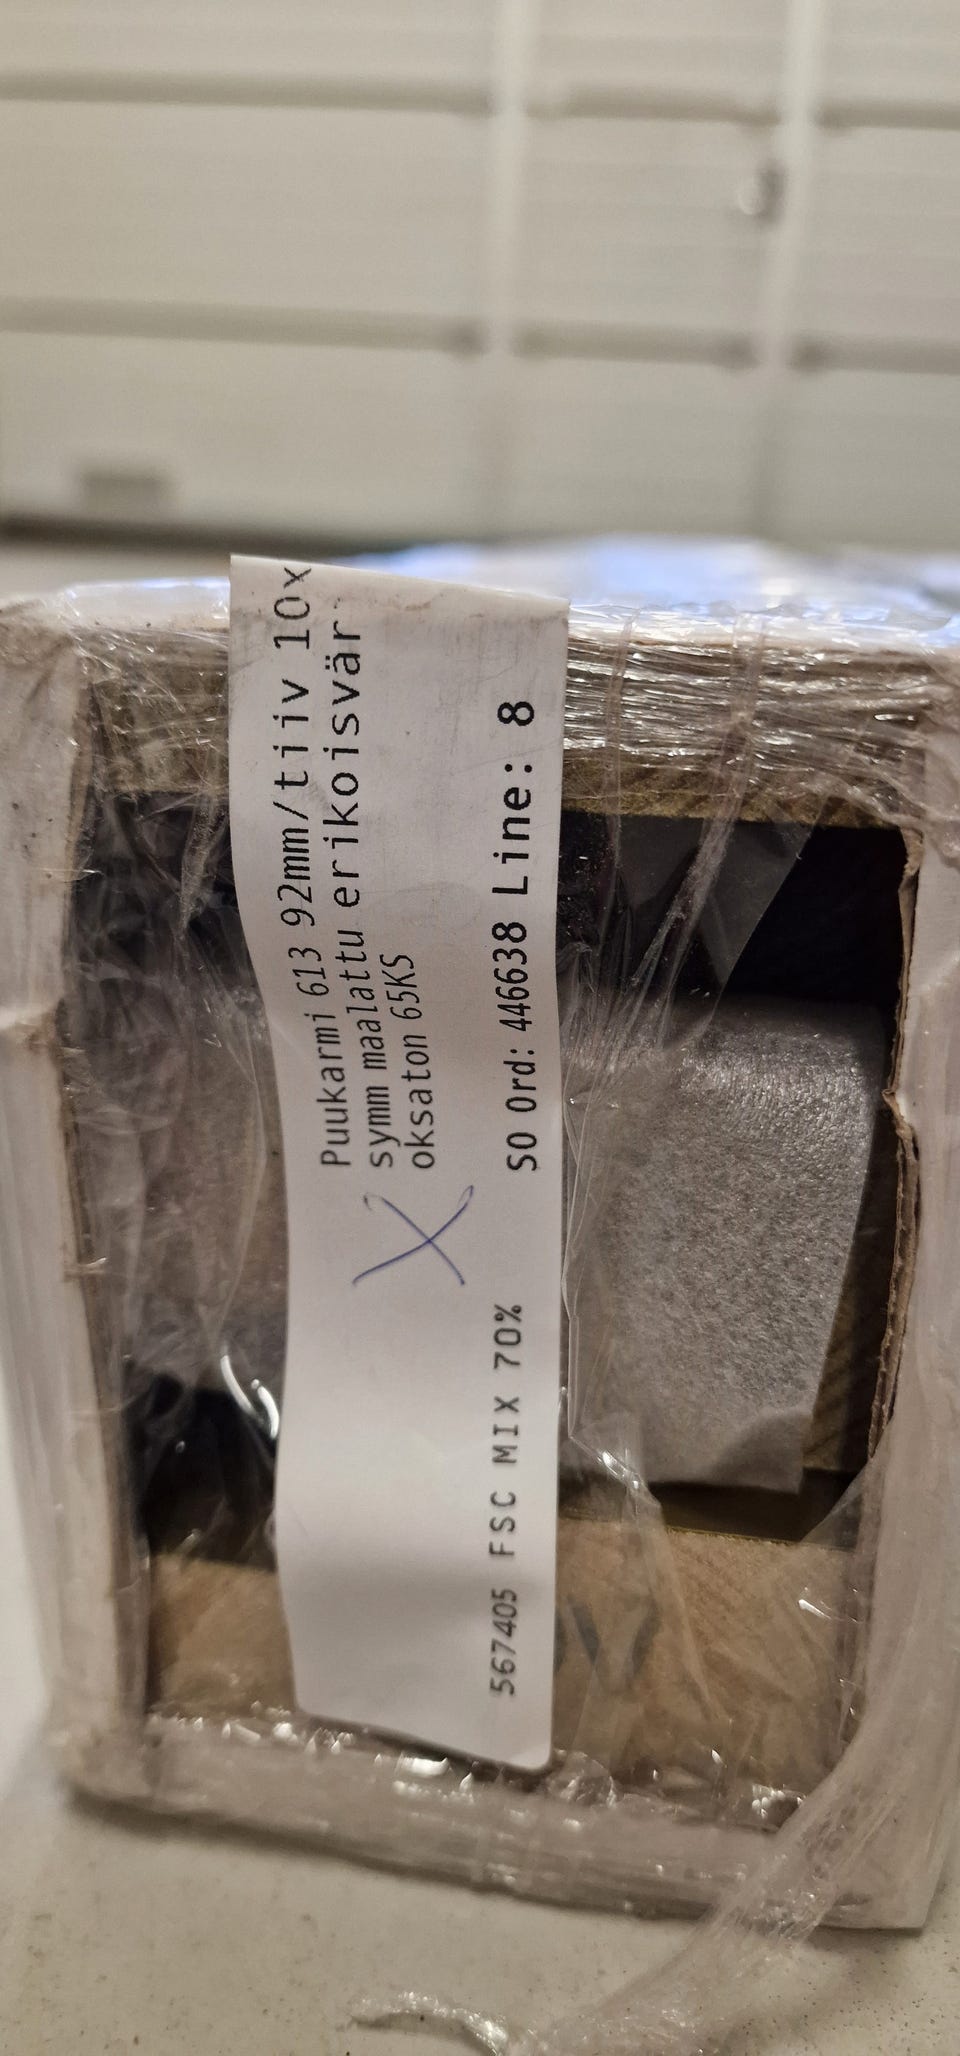 Puukarmi 613 92mm/tiiv 10x
symm maalattu erikoisvär
oksaton 65KS
X
SO Ord: 446638 Line: 8
567405 FSC MIX 70%